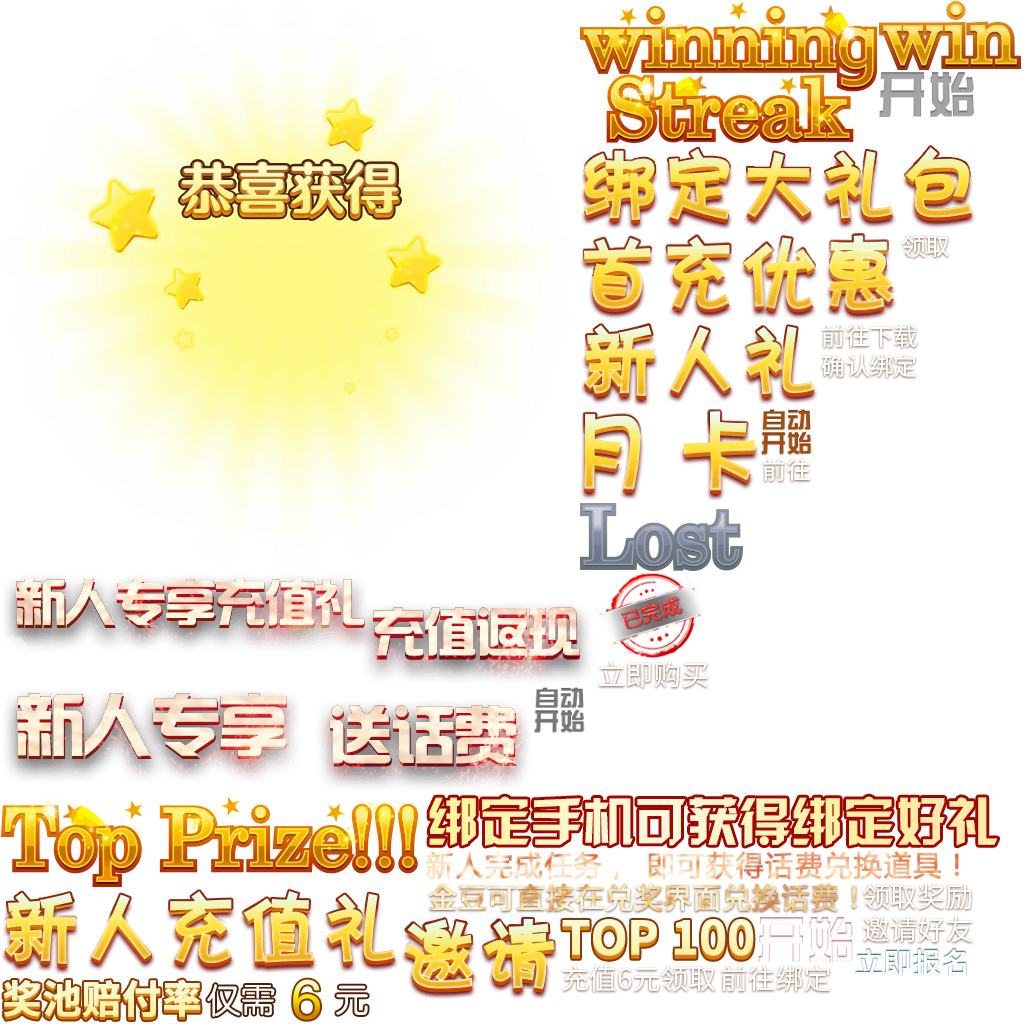 恭喜获得
winning
Streak
win
开始
绑定大礼包
首充优惠
领取
新人礼
前往下载
确认绑定
月卡
自动
开始
前往
Lost
新人专享充值礼
充值返现
已完成
立即购买
新人专享
送话费
自动
开始
Top Prize!!!
绑定手机可获得绑定好礼
新人完成任务，即可获得话费兑换道具！
金豆可直接在兑奖界面兑换话费！
领取奖励
新人充值礼
邀请
TOP 100
开始
邀请好友
立即报名
充值6元领取
前往绑定
奖池赔付率
仅需 6 元